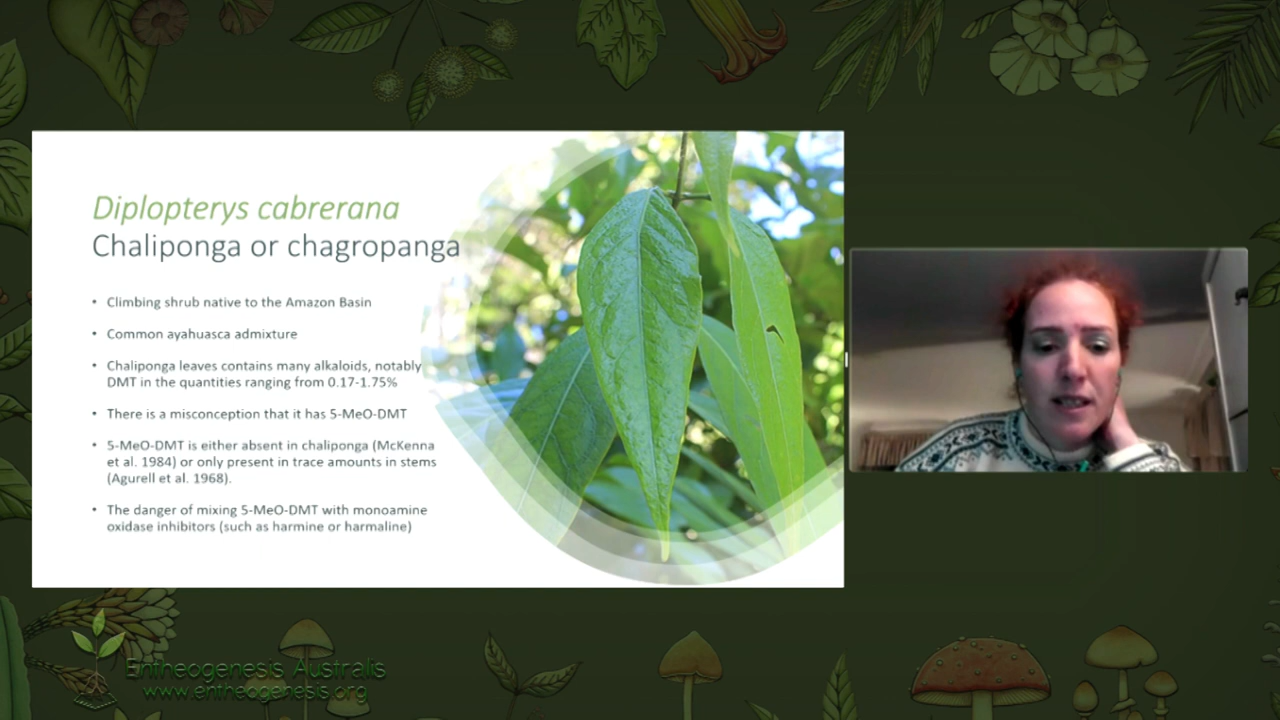 Diplopterys cabrerana
Chaliponga or chagropanga
• Climbing shrub native to the Amazon Basin
• Common ayahuasca admixture
• Chaliponga leaves contains many alkaloids, notably
DMT in the quantities ranging from 0.17-1.75%
• There is a misconception that it has 5-MeO-DMT
• 5-MeO-DMT is either absent in chaliponga (McKenna
et al. 1984) or only present in trace amounts in stems
(Agurell et al. 1968).
• The danger of mixing 5-MeO-DMT with monoamine
oxidase inhibitors (such as harmine or harmaline)
Entheogenesis Australis
www.entheogenesis.org